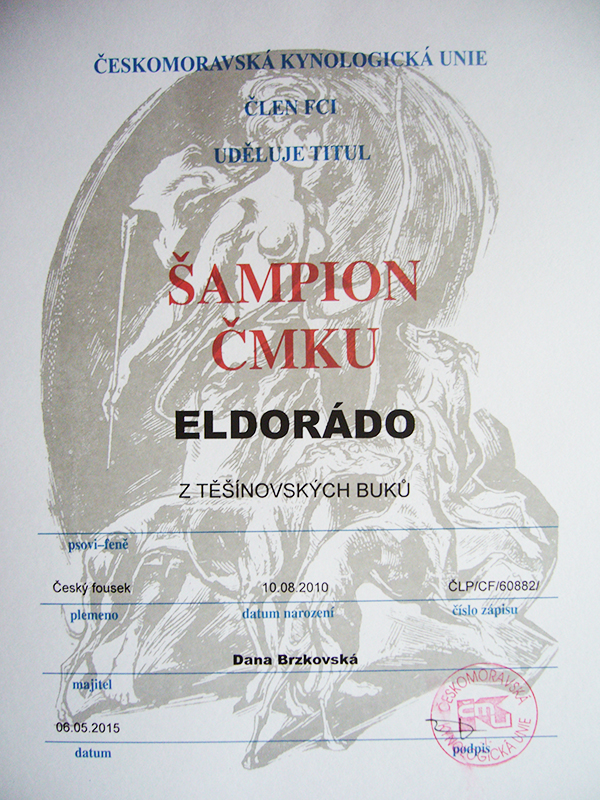 ČESKOMORAVSKÁ KYNOLOGICKÁ UNIE
ČLEN FCI
UDĚLUJE TITUL
ŠAMPION
ČMKU
ELDORÁDO
Z TĚŠÍNOVSKÝCH BUKŮ
psovi–feně
Český fousek 10.08.2010 ČLP/CF/60882/
plemeno datum narození číslo zápisu
Dana Brzkovská
majitel
ČESKOMORAVSKÁ
KYNOLOGICKÁ UNIE
06.05.2015
datum podpis